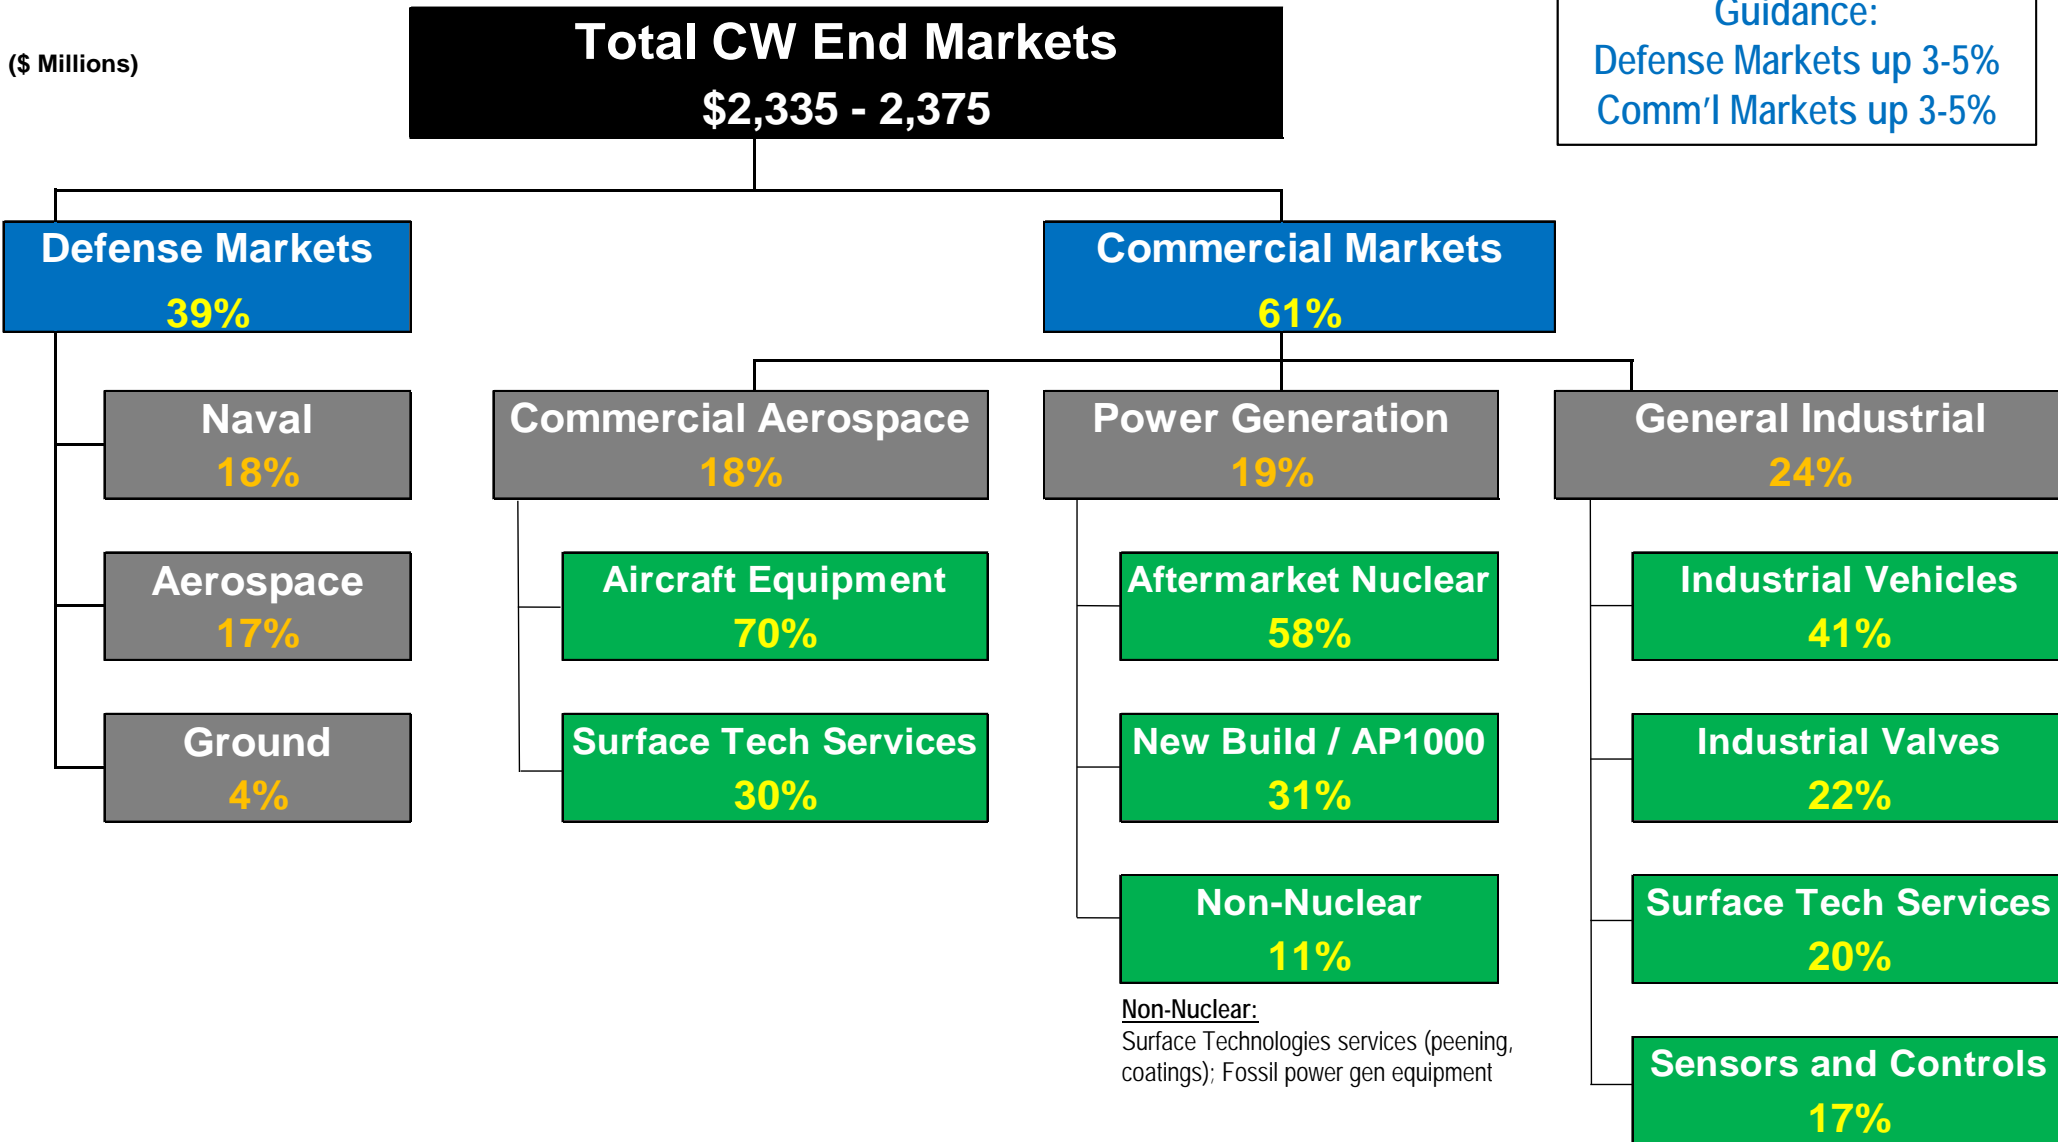 ($ Millions)
Total CW End Markets
$2,335 - 2,375
Guidance:
Defense Markets up 3-5%
Comm'l Markets up 3-5%
Defense Markets
39%
Commercial Markets
61%
Naval
18%
Commercial Aerospace
18%
Power Generation
19%
General Industrial
24%
Aerospace
17%
Aircraft Equipment
70%
Aftermarket Nuclear
58%
Industrial Vehicles
41%
Ground
4%
Surface Tech Services
30%
New Build / AP1000
31%
Industrial Valves
22%
Non-Nuclear
11%
Surface Tech Services
20%
Non-Nuclear:
Surface Technologies services (peening,
coatings); Fossil power gen equipment
Sensors and Controls
17%